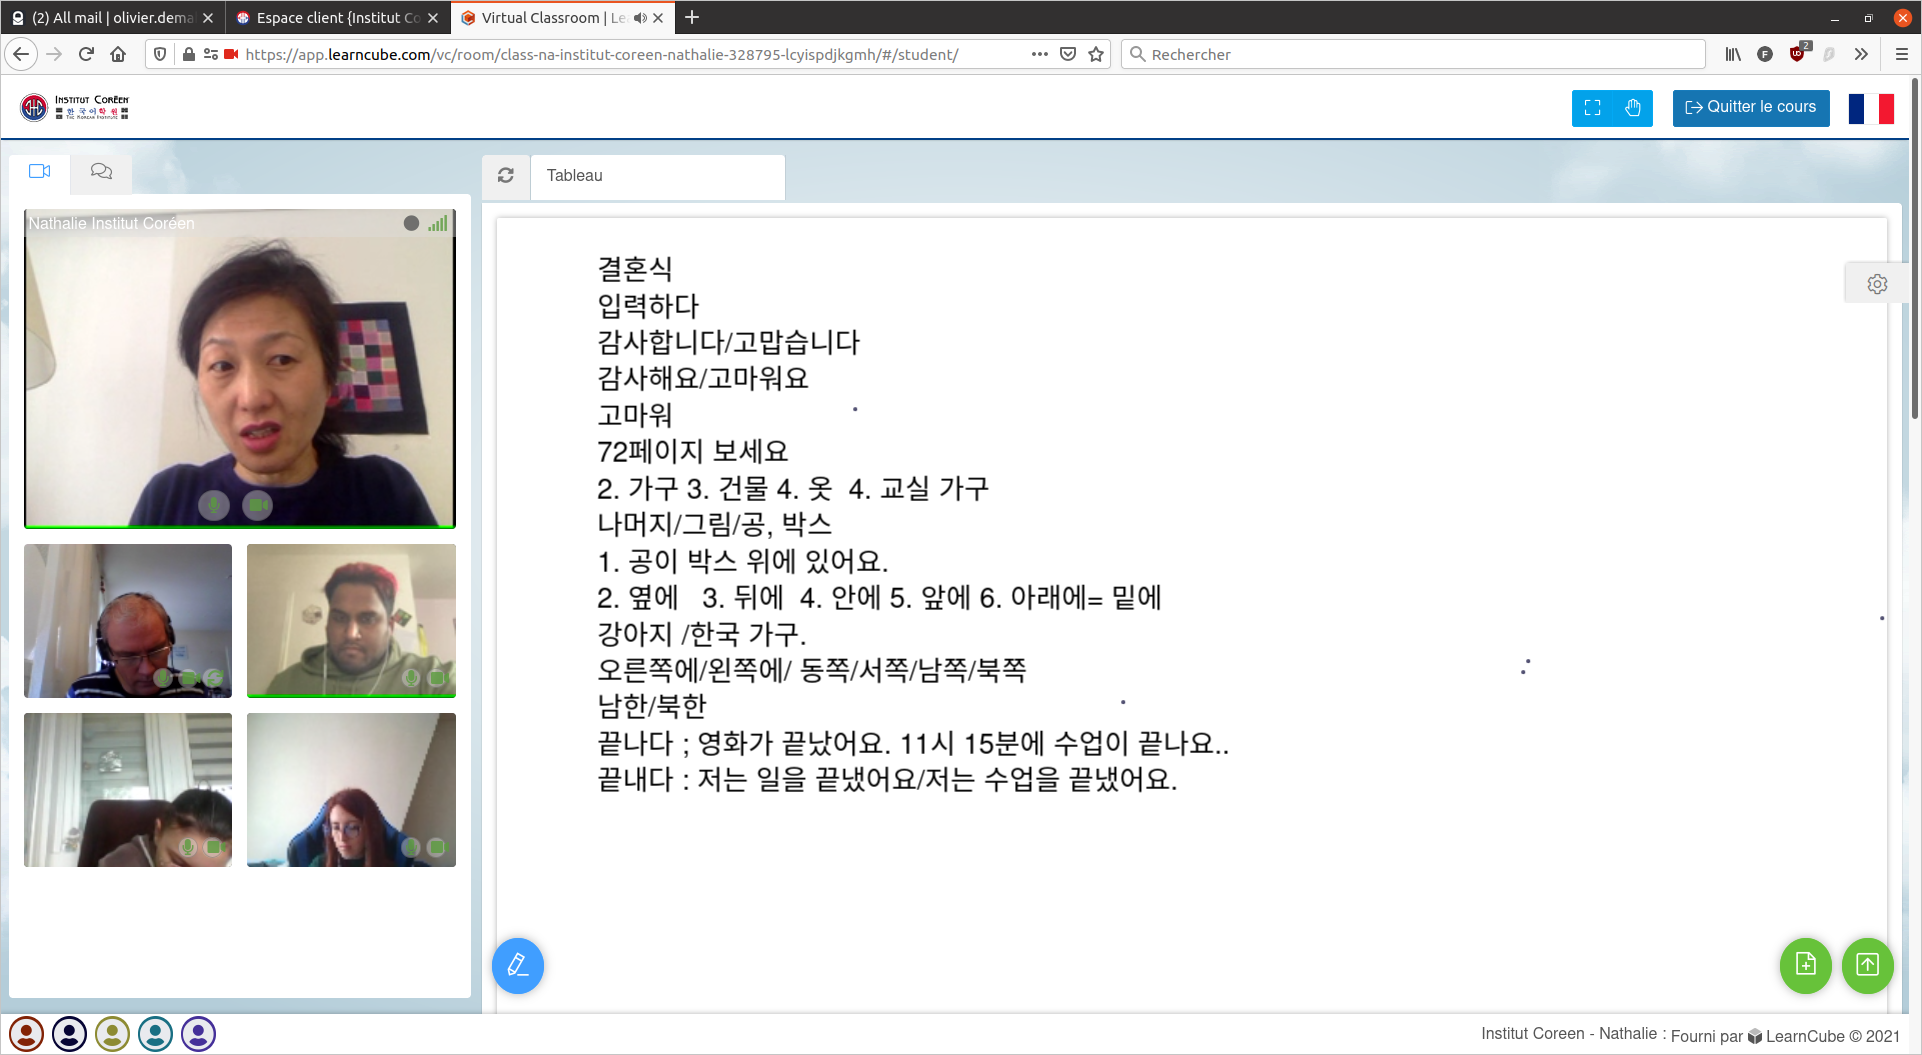 (2) All mail | olivier.dema
Espace client {Institut Co
Virtual Classroom | Le
https://app.learncube.com/vc/room/class-na-institut-coreen-nathalie-328795-lcyispdjkgmh/#/student/
Rechercher
2
INSTITUT CORÉEN
한국어학원
THE KOREAN INSTITUTE
Quitter le cours
Tableau
Nathalie Institut Coréen
결혼식
입력하다
감사합니다/고맙습니다
감사해요/고마워요
고마워
72페이지 보세요
2. 가구 3. 건물 4. 옷  4. 교실 가구
나머지/그림/공, 박스
1. 공이 박스 위에 있어요.
2. 옆에   3. 뒤에  4. 안에 5. 앞에 6. 아래에= 밑에
강아지 /한국 가구.
오른쪽에/왼쪽에/ 동쪽/서쪽/남쪽/북쪽
남한/북한
끝나다 ; 영화가 끝났어요. 11시 15분에 수업이 끝나요..
끝내다 : 저는 일을 끝냈어요/저는 수업을 끝냈어요.
Institut Coreen - Nathalie : Fourni par LearnCube © 2021